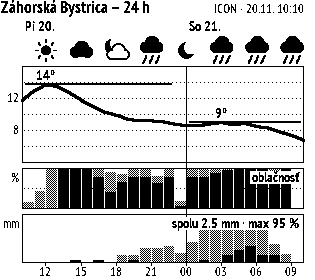 Záhorská Bystrica – 24 h
ICON - 20.11. 10:10
Pi 20.
So 21.
14°
9°
12
8
%
oblačnosť
mm
spolu 2.5 mm · max 95 %
12 15 18 21 00 03 06 09